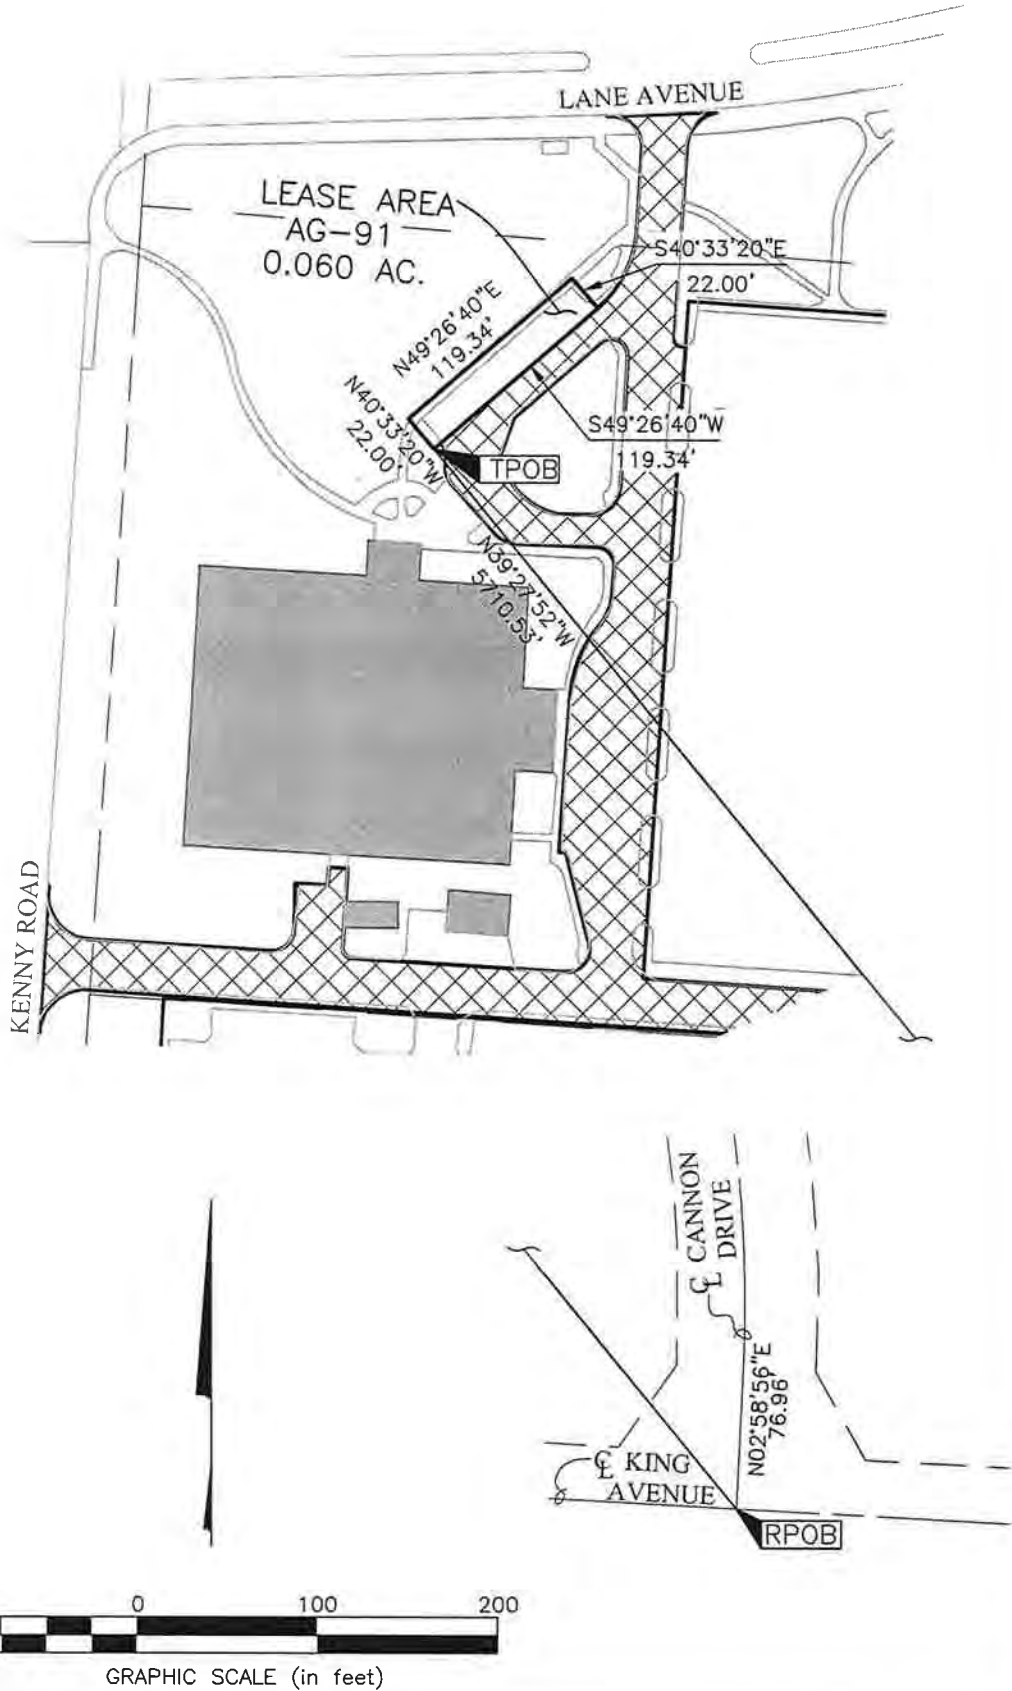 LANE AVENUE
LEASE AREA
AG-91
0.060 AC.
S40°33'20"E
22.00'
N49°26'40"E
119.34'
N40°33'20"W
22.00'
S49°26'40"W
119.34'
TPOB
N39°27'52"W
5710.53'
KENNY ROAD
℄ CANNON
DRIVE
N02°58'56"E
76.96'
℄ KING
AVENUE
RPOB
0 100 200
GRAPHIC SCALE (in feet)